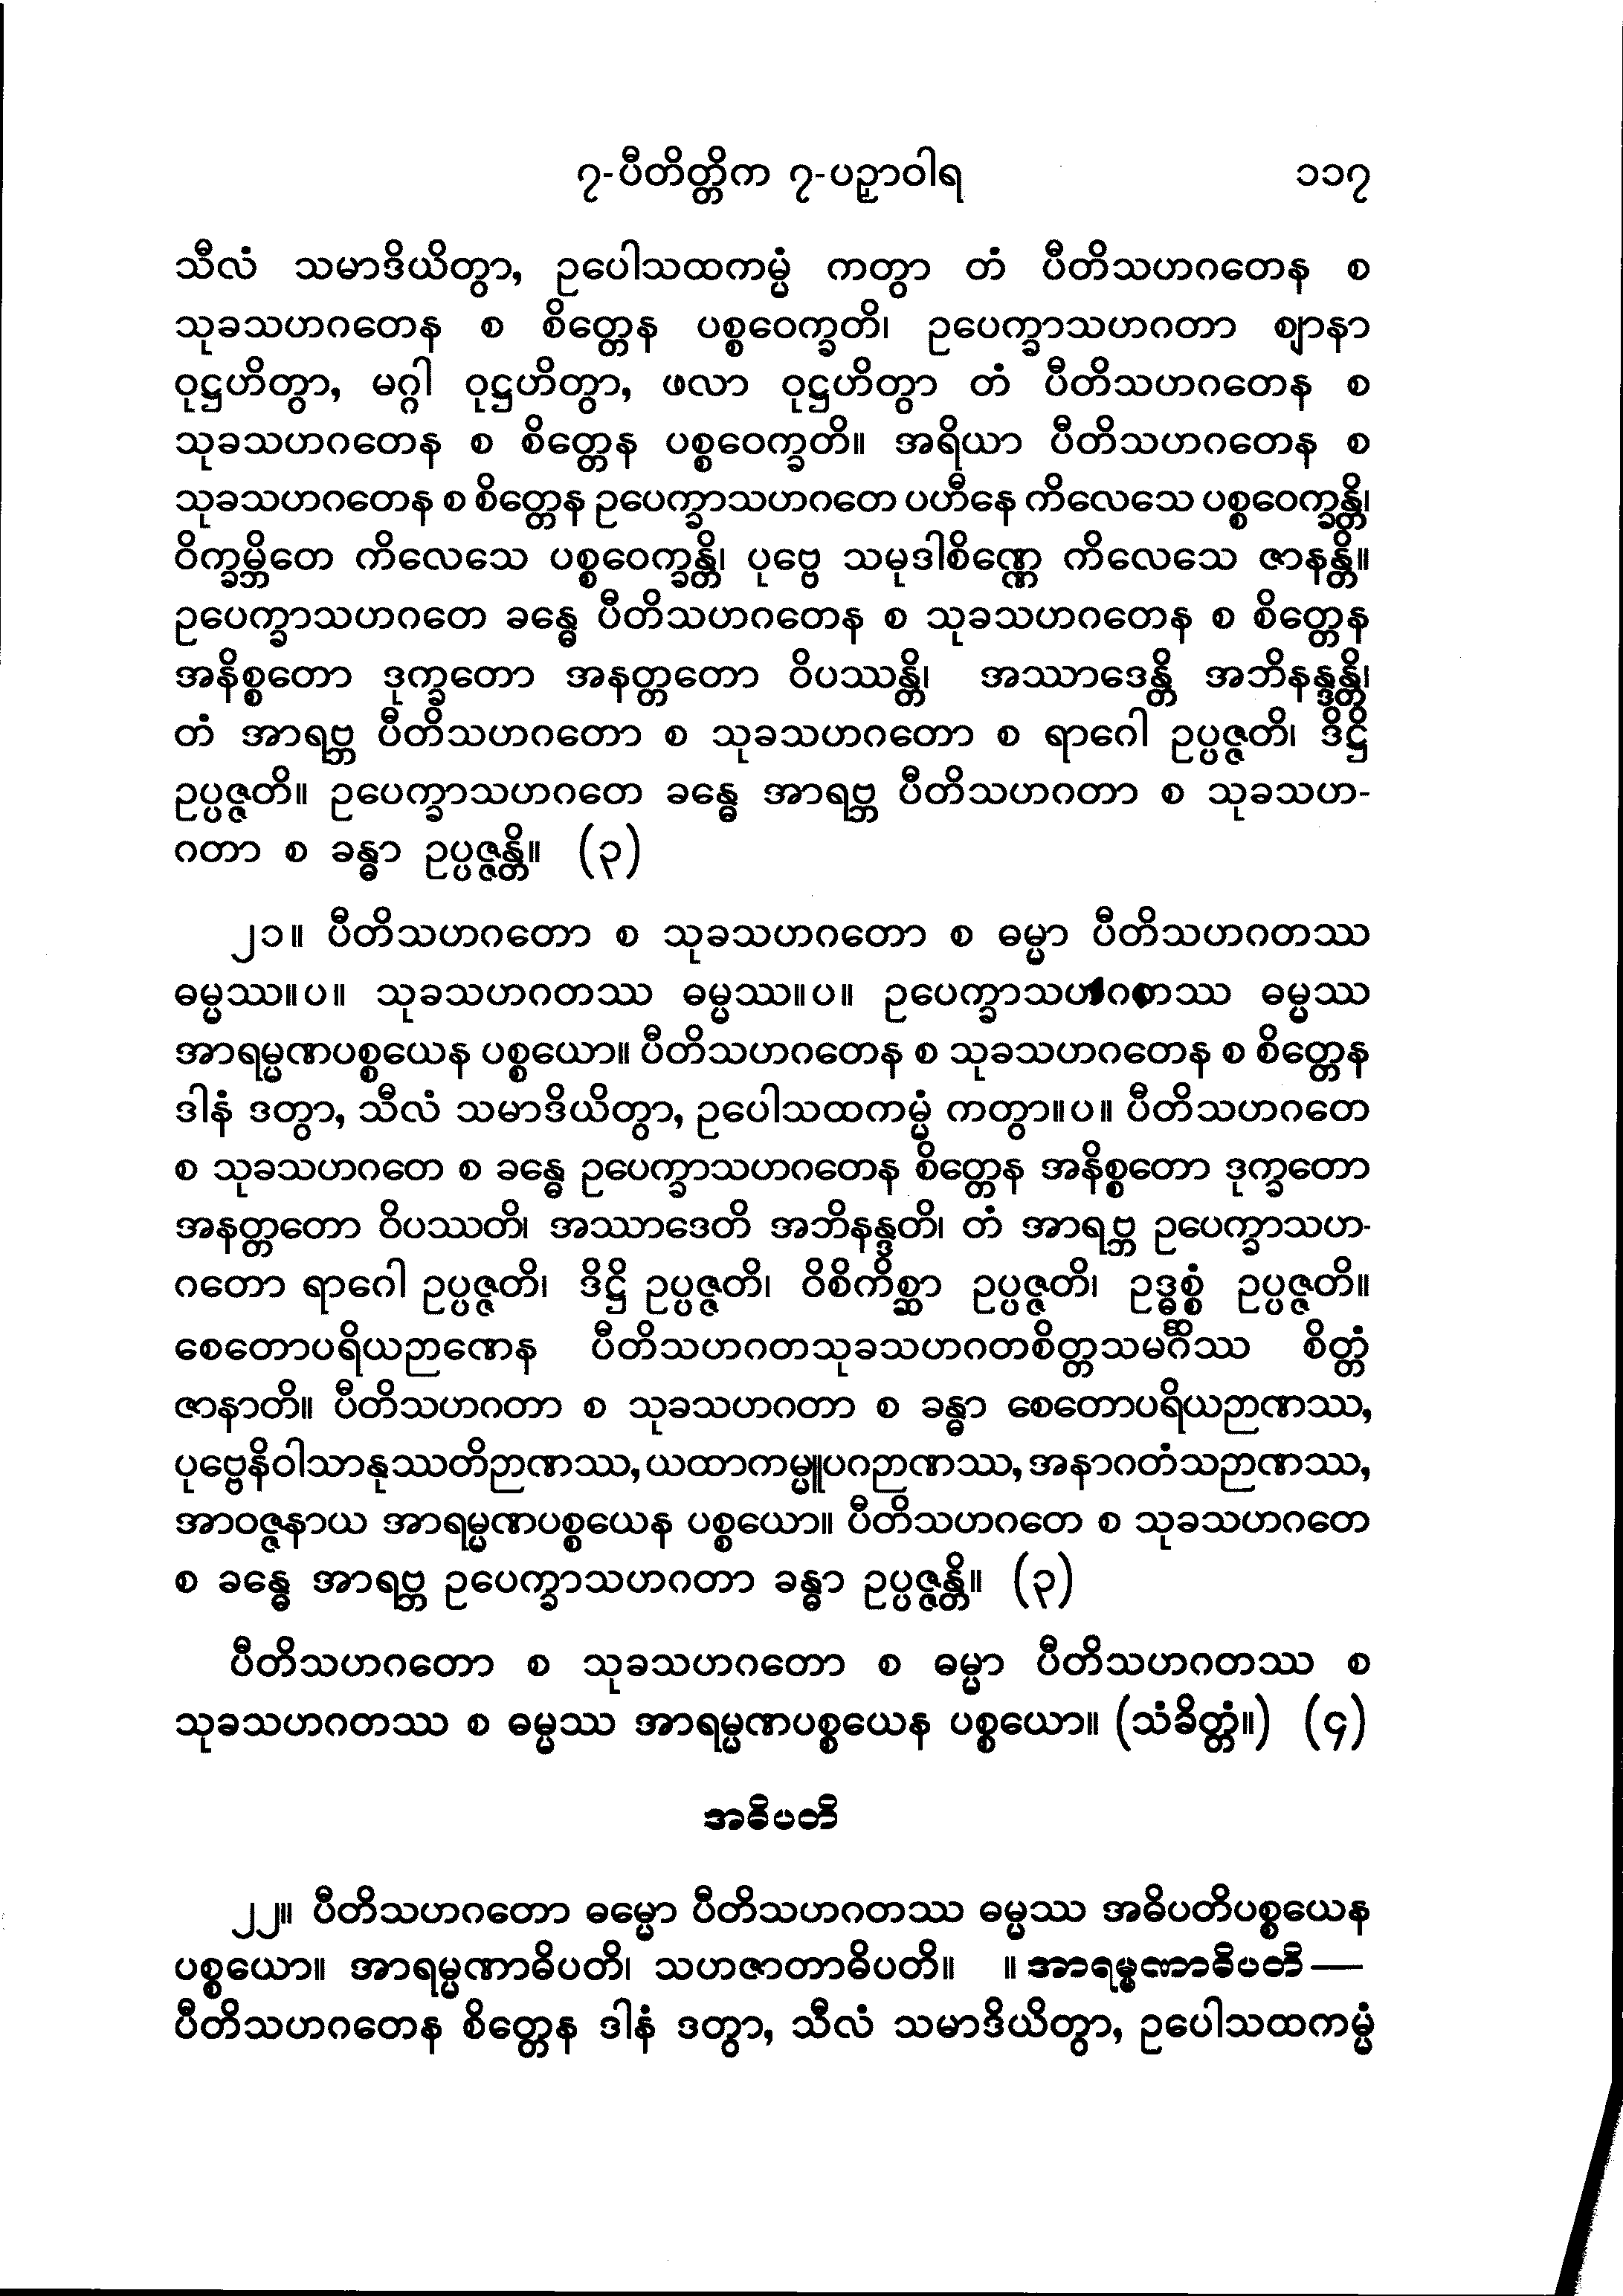 ၇-ပီတိတ္တိက ၇-ပဉှာဝါရ ၁၁၇
သီလံ သမာဒိယိတွာ, ဥပေါသထကမ္မံ ကတွာ တံ ပီတိသဟဂတေန စ
သုခသဟဂတေန စ စိတ္တေန ပစ္စဝေက္ခတိ၊ ဥပေက္ခာသဟဂတာ ဈာနာ
ဝုဋ္ဌဟိတွာ, မဂ္ဂါ ဝုဋ္ဌဟိတွာ, ဖလာ ဝုဋ္ဌဟိတွာ တံ ပီတိသဟဂတေန စ
သုခသဟဂတေန စ စိတ္တေန ပစ္စဝေက္ခတိ။ အရိယာ ပီတိသဟဂတေန စ
သုခသဟဂတေန စ စိတ္တေန ဥပေက္ခာသဟဂတေ ပဟီနေ ကိလေသေ ပစ္စဝေက္ခန္တိ၊
ဝိက္ခမ္ဘိတေ ကိလေသေ ပစ္စဝေက္ခန္တိ၊ ပုဗ္ဗေ သမုဒါစိဏ္ဏေ ကိလေသေ ဇာနန္တိ။
ဥပေက္ခာသဟဂတေ ခန္ဓေ ပီတိသဟဂတေန စ သုခသဟဂတေန စ စိတ္တေန
အနိစ္စတော ဒုက္ခတော အနတ္တတော ဝိပဿန္တိ၊ အဿာဒေန္တိ အဘိနန္ဒန္တိ၊
တံ အာရဗ္ဘ ပီတိသဟဂတော စ သုခသဟဂတော စ ရာဂေါ ဥပ္ပဇ္ဇတိ၊ ဒိဋ္ဌိ
ဥပ္ပဇ္ဇတိ။ ဥပေက္ခာသဟဂတေ ခန္ဓေ အာရဗ္ဘ ပီတိသဟဂတာ စ သုခသဟ-
ဂတာ စ ခန္ဓာ ဥပ္ပဇ္ဇန္တိ။ (၃)
၂၁။ ပီတိသဟဂတော စ သုခသဟဂတော စ ဓမ္မာ ပီတိသဟဂတဿ
ဓမ္မဿ။ပ။ သုခသဟဂတဿ ဓမ္မဿ။ပ။ ဥပေက္ခာသဟဂတဿ ဓမ္မဿ
အာရမ္မဏပစ္စယေန ပစ္စယော။ ပီတိသဟဂတေန စ သုခသဟဂတေန စ စိတ္တေန
ဒါနံ ဒတွာ, သီလံ သမာဒိယိတွာ, ဥပေါသထကမ္မံ ကတွာ။ပ။ ပီတိသဟဂတေ
စ သုခသဟဂတေ စ ခန္ဓေ ဥပေက္ခာသဟဂတေန စိတ္တေန အနိစ္စတော ဒုက္ခတော
အနတ္တတော ဝိပဿတိ၊ အဿာဒေတိ အဘိနန္ဒတိ၊ တံ အာရဗ္ဘ ဥပေက္ခာသဟ-
ဂတော ရာဂေါ ဥပ္ပဇ္ဇတိ၊ ဒိဋ္ဌိ ဥပ္ပဇ္ဇတိ၊ ဝိစိကိစ္ဆာ ဥပ္ပဇ္ဇတိ၊ ဥဒ္ဓစ္စံ ဥပ္ပဇ္ဇတိ။
စေတောပရိယဉာဏေန ပီတိသဟဂတသုခသဟဂတစိတ္တသမင်္ဂိဿ စိတ္တံ
ဇာနာတိ။ ပီတိသဟဂတာ စ သုခသဟဂတာ စ ခန္ဓာ စေတောပရိယဉာဏဿ,
ပုဗ္ဗေနိဝါသာနုဿတိဉာဏဿ, ယထာကမ္မူပဂဉာဏဿ, အနာဂတံသဉာဏဿ,
အာဝဇ္ဇနာယ အာရမ္မဏပစ္စယေန ပစ္စယော။ ပီတိသဟဂတေ စ သုခသဟဂတေ
စ ခန္ဓေ အာရဗ္ဘ ဥပေက္ခာသဟဂတာ ခန္ဓာ ဥပ္ပဇ္ဇန္တိ။ (၃)
ပီတိသဟဂတော စ သုခသဟဂတော စ ဓမ္မာ ပီတိသဟဂတဿ စ
သုခသဟဂတဿ စ ဓမ္မဿ အာရမ္မဏပစ္စယေန ပစ္စယော။ (သံခိတ္တံ။) (၄)
အဓိပတိ
၂၂။ ပီတိသဟဂတော ဓမ္မော ပီတိသဟဂတဿ ဓမ္မဿ အဓိပတိပစ္စယေန
ပစ္စယော။ အာရမ္မဏာဓိပတိ၊ သဟဇာတာဓိပတိ။ ။ အာရမ္မဏာဓိပတိ—
ပီတိသဟဂတေန စိတ္တေန ဒါနံ ဒတွာ, သီလံ သမာဒိယိတွာ, ဥပေါသထကမ္မံ